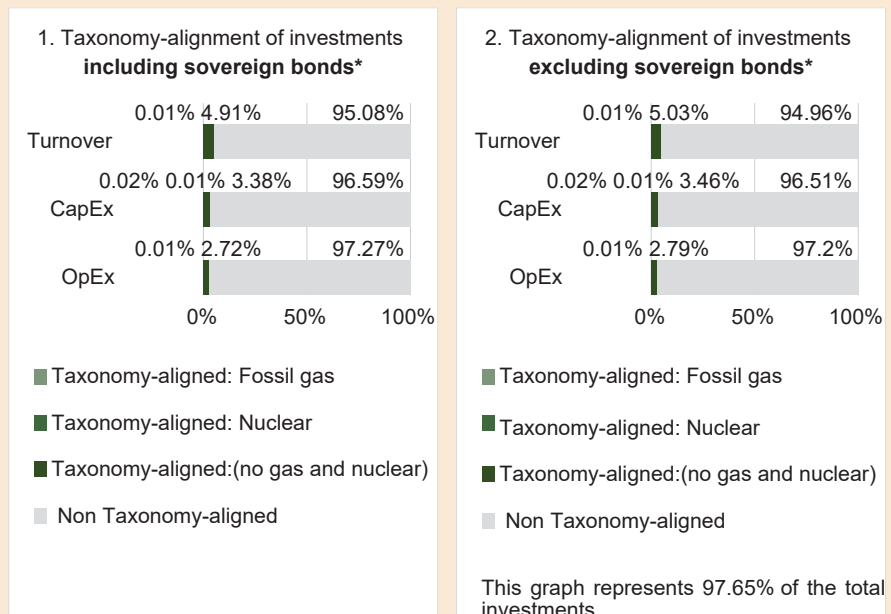 1. Taxonomy-alignment of investments
including sovereign bonds*
0.01% 4.91% 95.08%
Turnover
0.02% 0.01% 3.38% 96.59%
CapEx
0.01% 2.72% 97.27%
OpEx
0% 50% 100%
Taxonomy-aligned: Fossil gas
Taxonomy-aligned: Nuclear
Taxonomy-aligned:(no gas and nuclear)
Non Taxonomy-aligned
2. Taxonomy-alignment of investments
excluding sovereign bonds*
0.01% 5.03% 94.96%
Turnover
0.02% 0.01% 3.46% 96.51%
CapEx
0.01% 2.79% 97.2%
OpEx
0% 50% 100%
Taxonomy-aligned: Fossil gas
Taxonomy-aligned: Nuclear
Taxonomy-aligned:(no gas and nuclear)
Non Taxonomy-aligned
This graph represents 97.65% of the total
investments